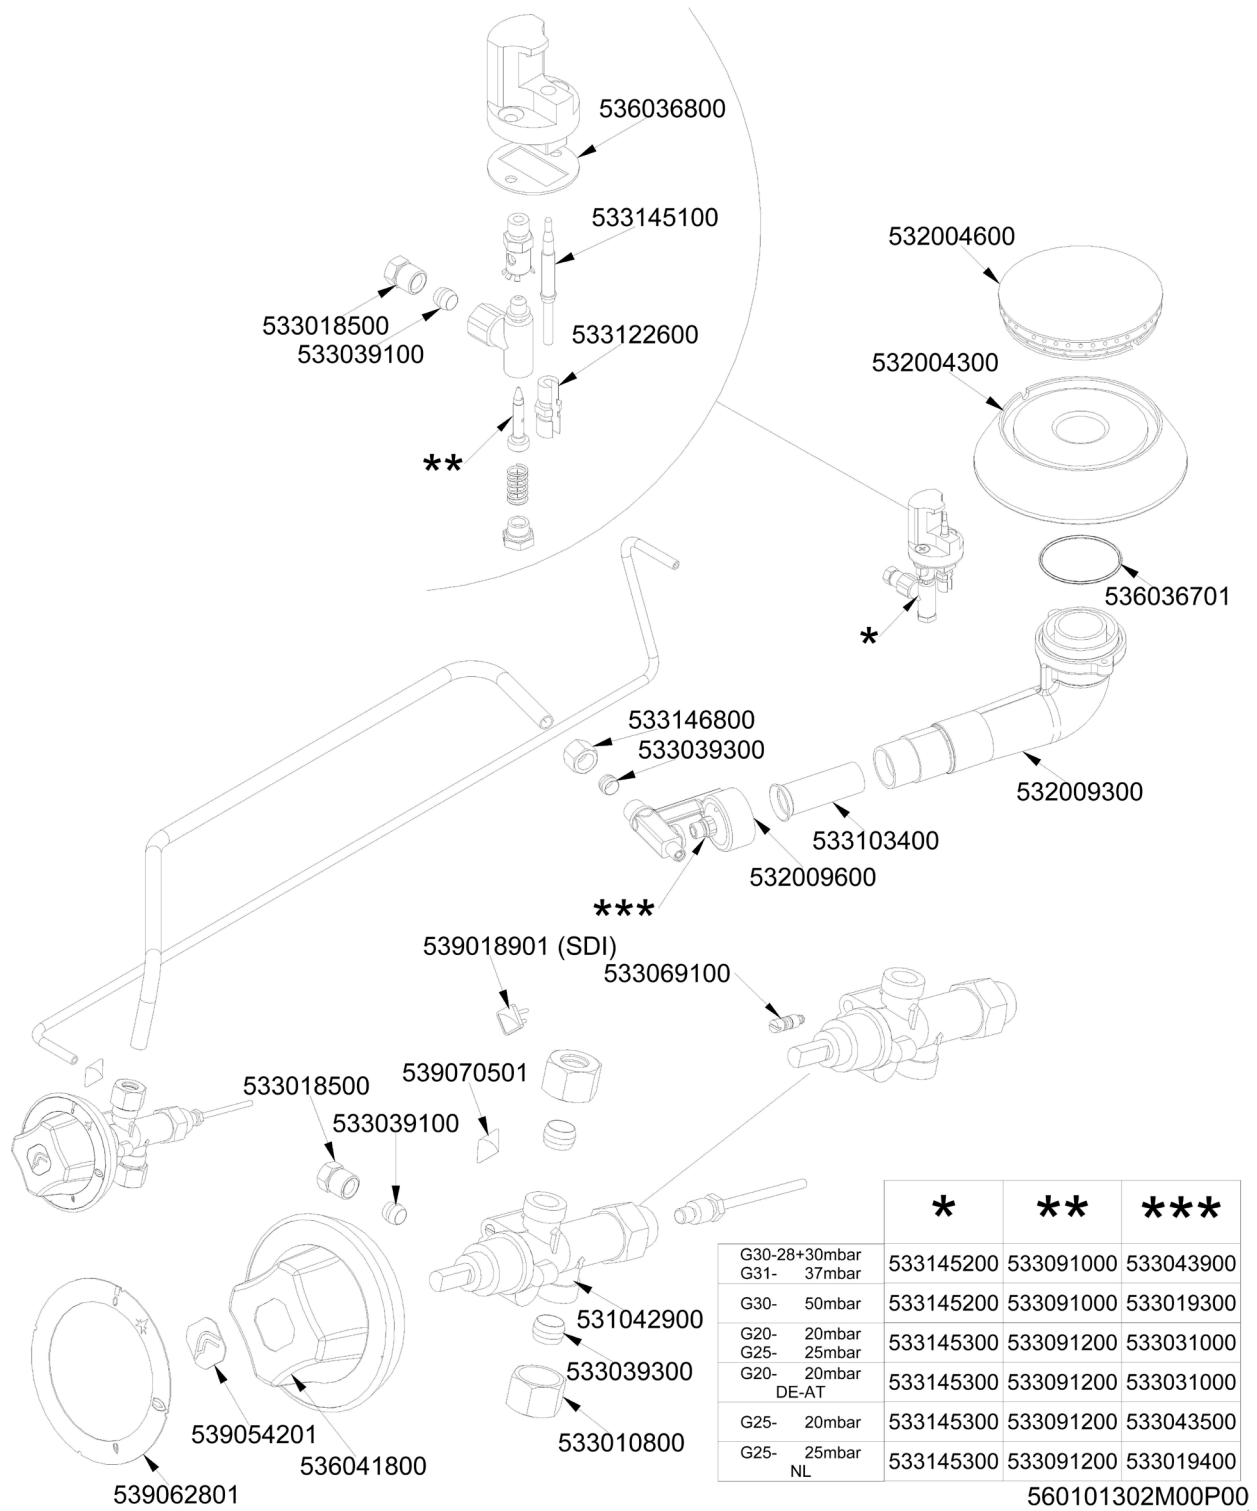 536036800
533145100
532004600
533018500
533039100
533122600
532004300
**
536036701
*
533146800
533039300
532009300
533103400
532009600
***
539018901 (SDI)
533069100
539070501
533018500
533039100
* ** ***
G30-28+30mbar
G31- 37mbar
533145200 533091000 533043900
G30- 50mbar 533145200 533091000 533019300
G20- 20mbar
G25- 25mbar
533145300 533091200 533031000
G20- 20mbar
DE-AT
533145300 533091200 533031000
G25- 20mbar 533145300 533091200 533043500
G25- 25mbar
NL
533145300 533091200 533019400
531042900
533039300
539054201
533010800
536041800
539062801
560101302M00P00